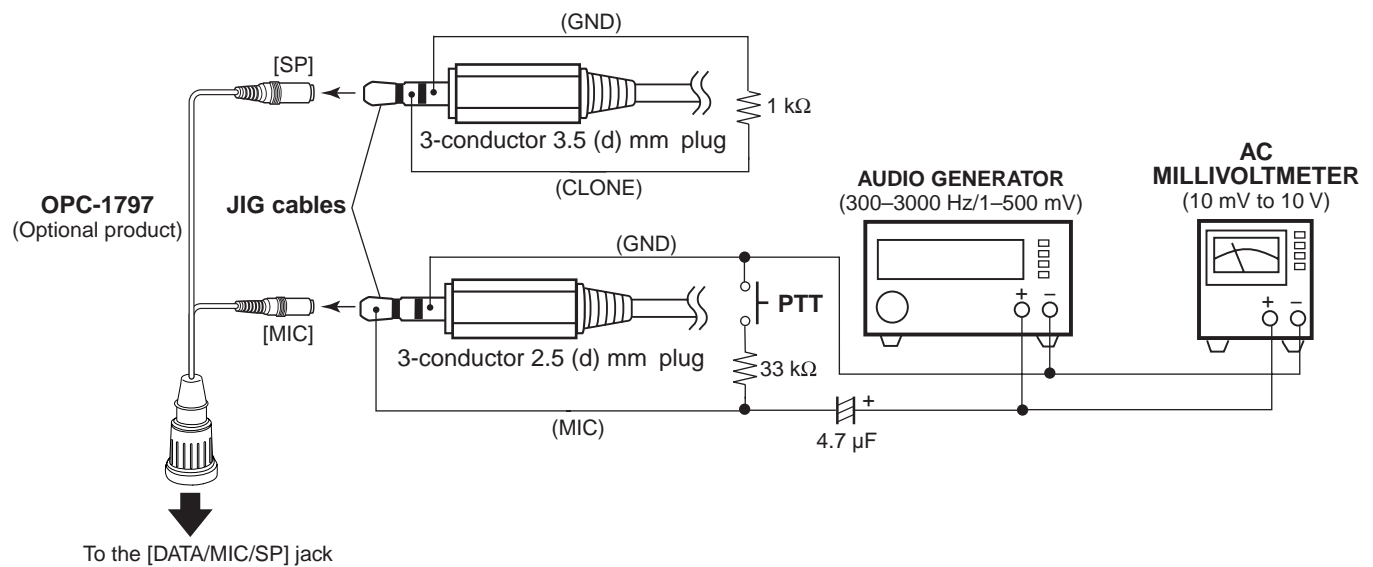 (GND)
[SP]
1 kΩ
3-conductor 3.5 (d) mm plug
(CLONE)
OPC-1797
(Optional product)
JIG cables
AUDIO GENERATOR
(300–3000 Hz/1–500 mV)
AC
MILLIVOLTMETER
(10 mV to 10 V)
(GND)
PTT
+ –
+ –
[MIC]
3-conductor 2.5 (d) mm plug
33 kΩ
(MIC)
+
4.7 µF
To the [DATA/MIC/SP] jack